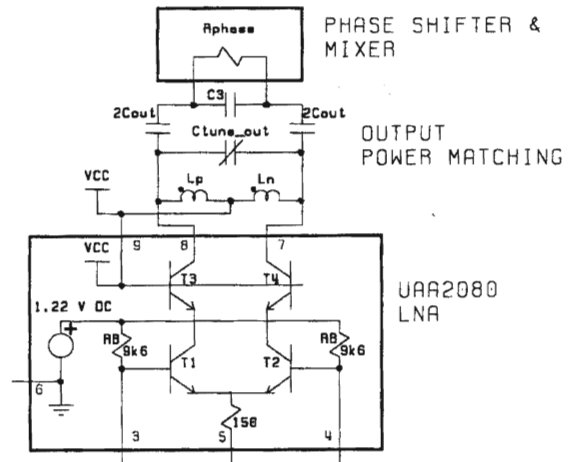 Rphase
PHASE SHIFTER &
MIXER
C3
2Cout
2Cout
Ctune_out
OUTPUT
POWER MATCHING
VCC
Lp
Ln
9
8
7
VCC
T3
T4
UAA2080
LNA
1.22 V DC
+
RB
9k6
T1
T2
RB
9k6
6
150
3
5
4